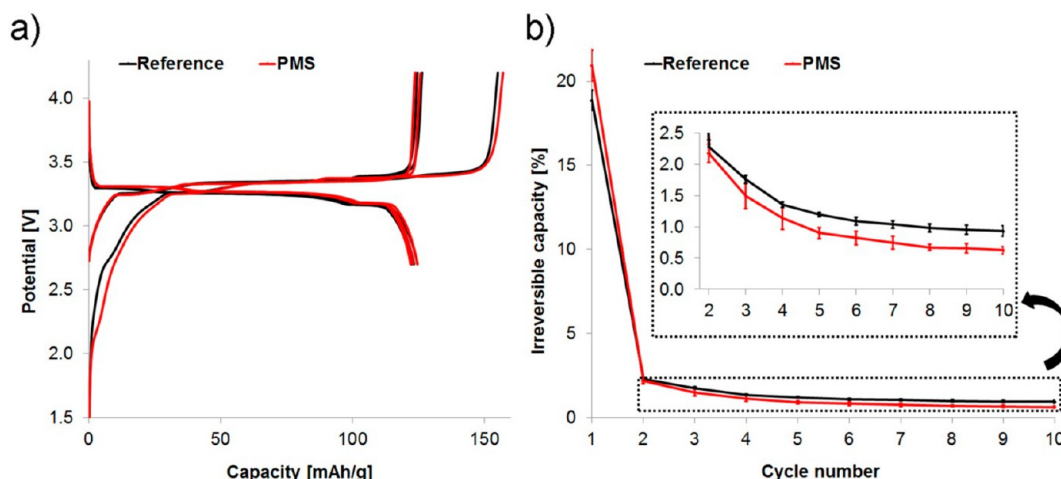 a)
Reference PMS
Potential [V]
4.0
3.5
3.0
2.5
2.0
1.5
0 50 100 150
Capacity [mAh/g]
b)
Reference PMS
Irreversible capacity [%]
20
15
10
5
0
2.5
2.0
1.5
1.0
0.5
0.0
2 3 4 5 6 7 8 9 10
1 2 3 4 5 6 7 8 9 10
Cycle number